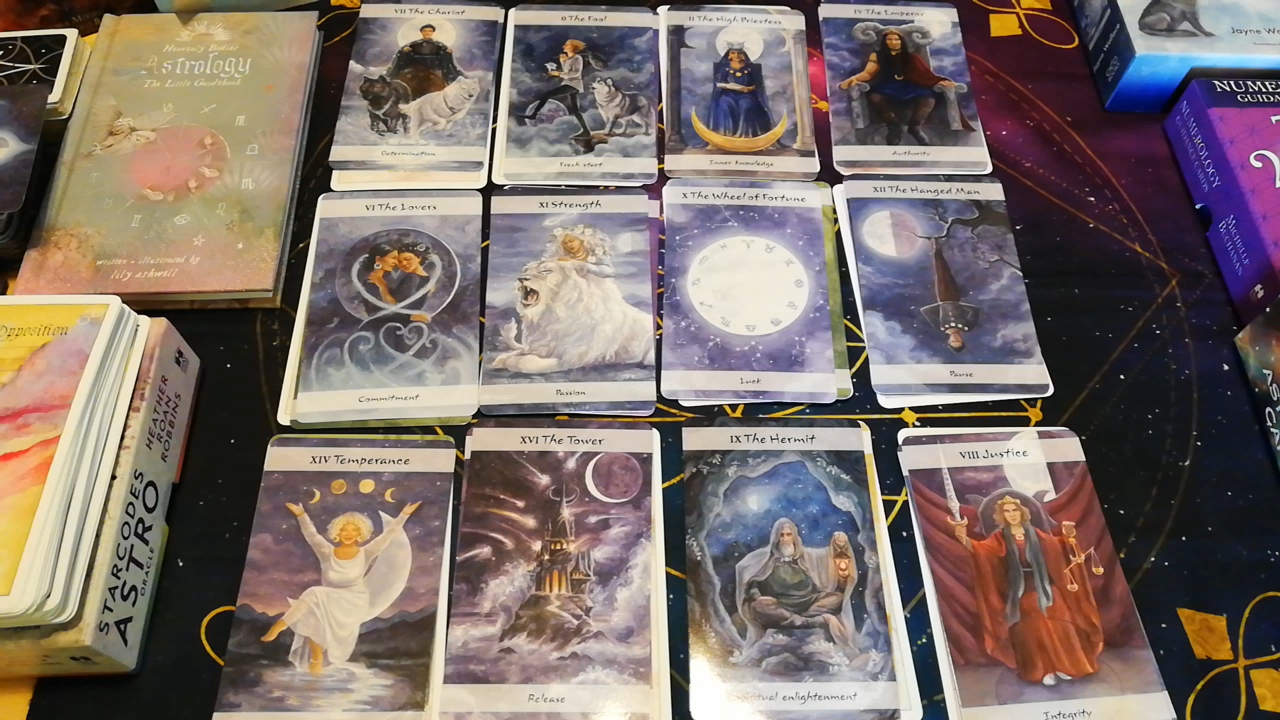 Heavenly Bodies
Astrology
The Little Guidebook
written + illustrated by
lily ashwell
Opposition
STARCODES
ASTRO
ORACLE
HEATHER
ROAN
ROBBINS
VII The Chariot
Determination
0 The Fool
Fresh start
II The High Priestess
Inner knowledge
IV The Emperor
Authority
VI The Lovers
Commitment
XI Strength
Passion
X The Wheel of Fortune
Luck
XII The Hanged Man
Pause
XIV Temperance
XVI The Tower
Release
IX The Hermit
enlightenment
VIII Justice
Integrity
Jayne
NUMEROLOGY
GUIDANCE CARDS
MICHELLE
BUCHANAN